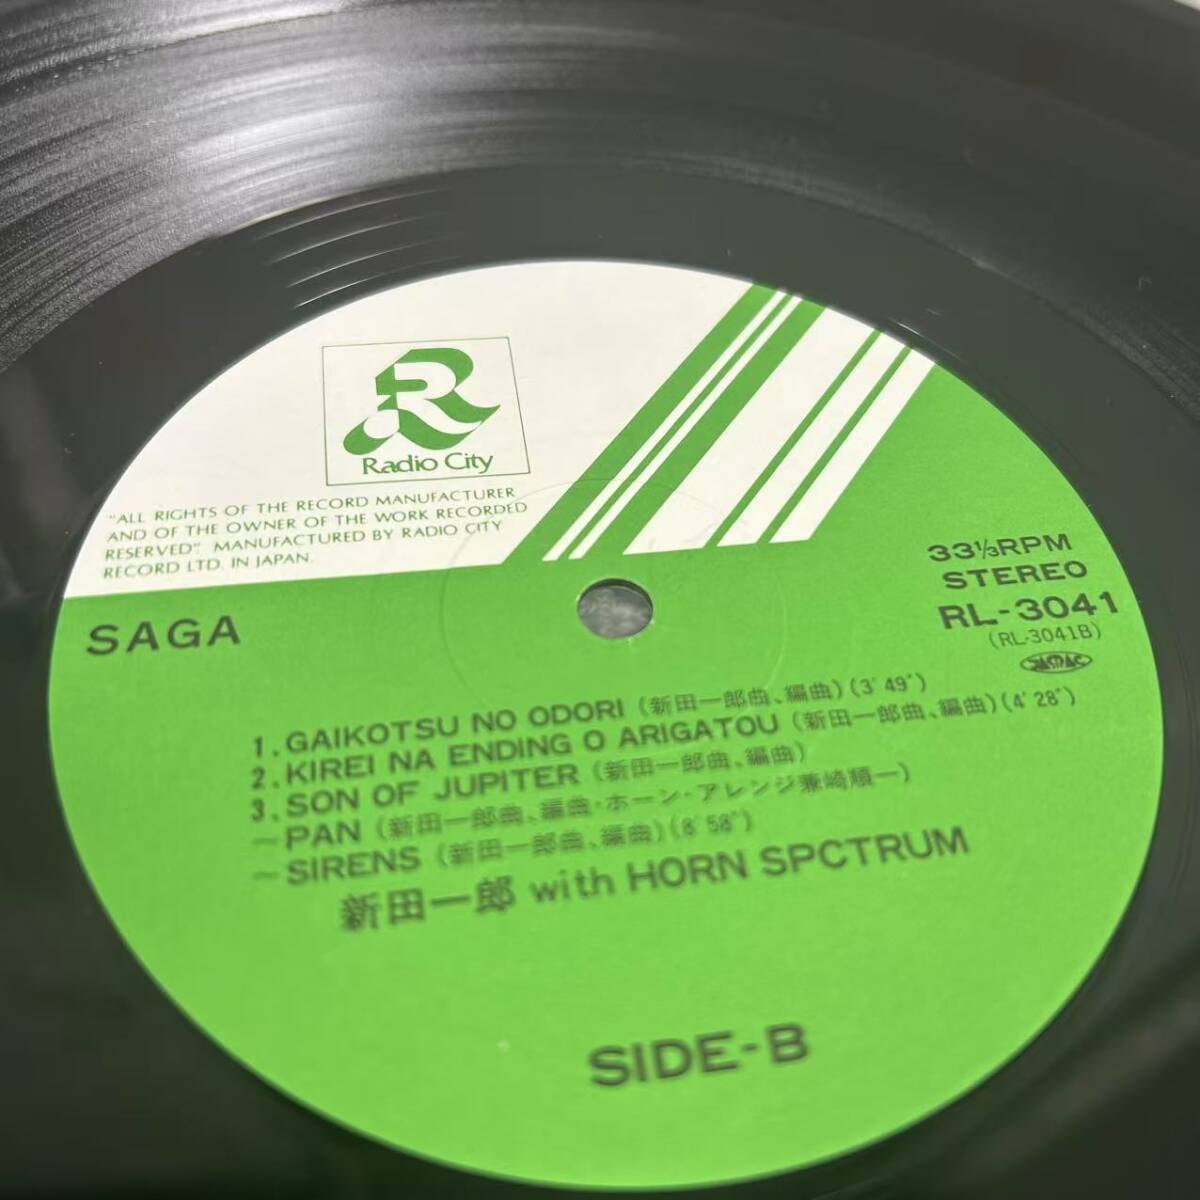 Radio City
"ALL RIGHTS OF THE RECORD MANUFACTURER
AND OF THE OWNER OF THE WORK RECORDED
RESERVED". MANUFACTURED BY RADIO CITY
RECORD LTD. IN JAPAN.
33⅓RPM
STEREO
RL-3041
(RL-3041B)
JASRAC
SAGA
1. GAIKOTSU NO ODORI (新田一郎曲、編曲) (3'49")
2. KIREI NA ENDING O ARIGATOU (新田一郎曲、編曲) (4'28")
3. SON OF JUPITER (新田一郎曲、編曲)
～PAN (新田一郎曲、編曲・ホーン・アレンジ兼崎順一)
～SIRENS (新田一郎曲、編曲) (8'58")
新田一郎 with HORN SPCTRUM
SIDE-B